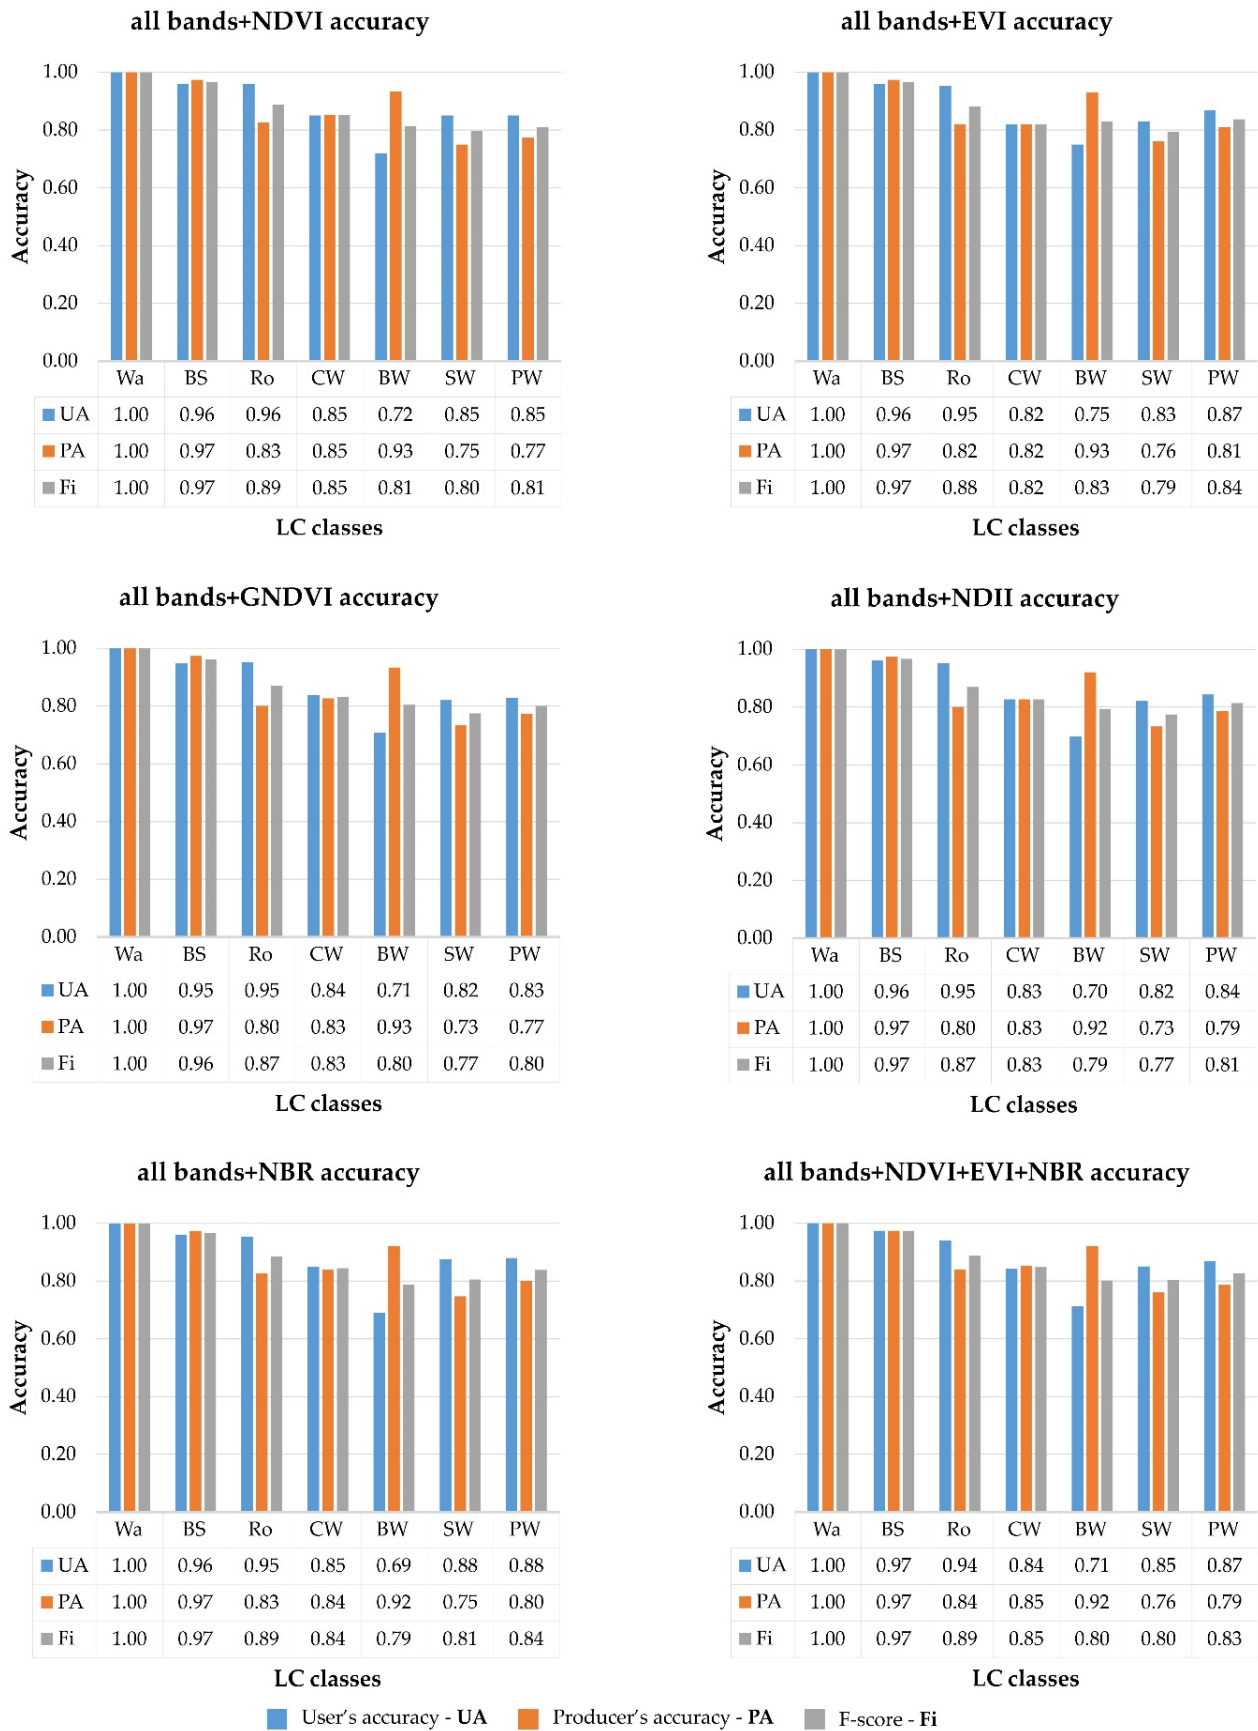 all bands+NDVI accuracy
Accuracy
1.00
0.80
0.60
0.40
0.20
0.00
Wa BS Ro CW BW SW PW
UA 1.00 0.96 0.96 0.85 0.72 0.85 0.85
PA 1.00 0.97 0.83 0.85 0.93 0.75 0.77
Fi 1.00 0.97 0.89 0.85 0.81 0.80 0.81
LC classes
all bands+EVI accuracy
Accuracy
1.00
0.80
0.60
0.40
0.20
0.00
Wa BS Ro CW BW SW PW
UA 1.00 0.96 0.95 0.82 0.75 0.83 0.87
PA 1.00 0.97 0.82 0.82 0.93 0.76 0.81
Fi 1.00 0.97 0.88 0.82 0.83 0.79 0.84
LC classes
all bands+GNDVI accuracy
Accuracy
1.00
0.80
0.60
0.40
0.20
0.00
Wa BS Ro CW BW SW PW
UA 1.00 0.95 0.95 0.84 0.71 0.82 0.83
PA 1.00 0.97 0.80 0.83 0.93 0.73 0.77
Fi 1.00 0.96 0.87 0.83 0.80 0.77 0.80
LC classes
all bands+NDII accuracy
Accuracy
1.00
0.80
0.60
0.40
0.20
0.00
Wa BS Ro CW BW SW PW
UA 1.00 0.96 0.95 0.83 0.70 0.82 0.84
PA 1.00 0.97 0.80 0.83 0.92 0.73 0.79
Fi 1.00 0.97 0.87 0.83 0.79 0.77 0.81
LC classes
all bands+NBR accuracy
Accuracy
1.00
0.80
0.60
0.40
0.20
0.00
Wa BS Ro CW BW SW PW
UA 1.00 0.96 0.95 0.85 0.69 0.88 0.88
PA 1.00 0.97 0.83 0.84 0.92 0.75 0.80
Fi 1.00 0.97 0.89 0.84 0.79 0.81 0.84
LC classes
all bands+NDVI+EVI+NBR accuracy
Accuracy
1.00
0.80
0.60
0.40
0.20
0.00
Wa BS Ro CW BW SW PW
UA 1.00 0.97 0.94 0.84 0.71 0.85 0.87
PA 1.00 0.97 0.84 0.85 0.92 0.76 0.79
Fi 1.00 0.97 0.89 0.85 0.80 0.80 0.83
LC classes
User's accuracy - UA Producer's accuracy - PA F-score - Fi